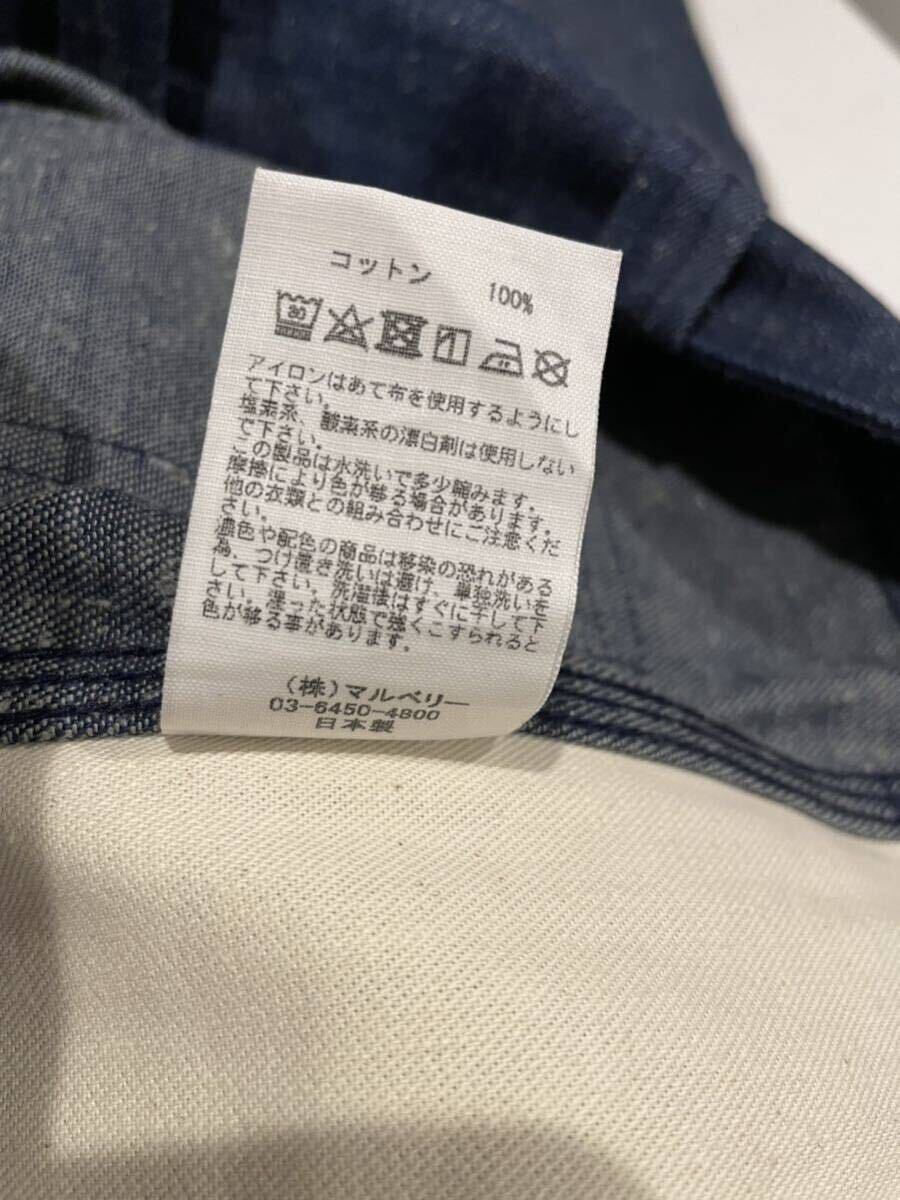 コットン 100%
30
アイロンはあて布を使用するようにし
て下さい。
塩素系、酸素系の漂白剤は使用しない
で下さい。
この製品は水洗いで多少縮みます。
摩擦により色が移る場合があります。
他の衣類との組み合わせにご注意くだ
さい。
濃色や配色の商品は移染の恐れがある
為、つけ置き洗いは避け、単独洗いを
して下さい。洗濯後はすぐに干して下
さい。湿った状態で強くこすられると
色が移る事があります。
(株)マルベリー
03-6450-4800
日本製